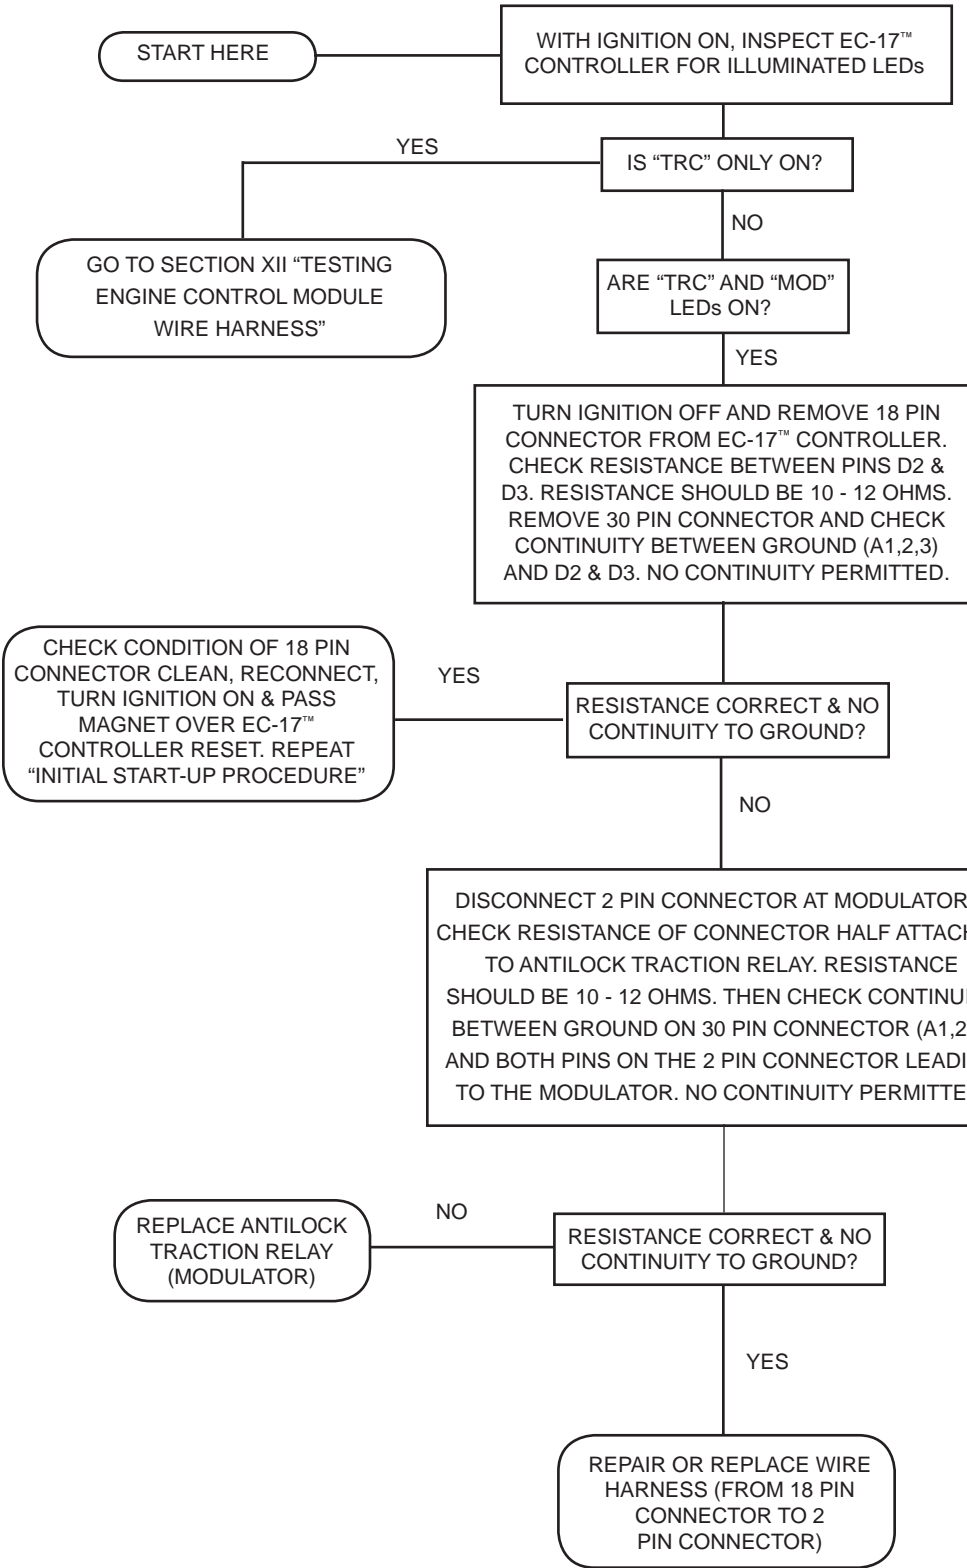 START HERE
WITH IGNITION ON, INSPECT EC-17™
CONTROLLER FOR ILLUMINATED LEDs
YES
IS “TRC” ONLY ON?
NO
GO TO SECTION XII “TESTING
ENGINE CONTROL MODULE
WIRE HARNESS”
ARE “TRC” AND “MOD”
LEDs ON?
YES
TURN IGNITION OFF AND REMOVE 18 PIN
CONNECTOR FROM EC-17™ CONTROLLER.
CHECK RESISTANCE BETWEEN PINS D2 &
D3. RESISTANCE SHOULD BE 10 - 12 OHMS.
REMOVE 30 PIN CONNECTOR AND CHECK
CONTINUITY BETWEEN GROUND (A1,2,3)
AND D2 & D3. NO CONTINUITY PERMITTED.
CHECK CONDITION OF 18 PIN
CONNECTOR CLEAN, RECONNECT,
TURN IGNITION ON & PASS
MAGNET OVER EC-17™
CONTROLLER RESET. REPEAT
“INITIAL START-UP PROCEDURE”
YES
RESISTANCE CORRECT & NO
CONTINUITY TO GROUND?
NO
DISCONNECT 2 PIN CONNECTOR AT MODULATOR
CHECK RESISTANCE OF CONNECTOR HALF
TO ANTILOCK TRACTION RELAY. RESISTANCE
SHOULD BE 10 - 12 OHMS. THEN CHECK
BETWEEN GROUND ON 30 PIN CONNECTOR (A1,2
AND BOTH PINS ON THE 2 PIN CONNECTOR
TO THE MODULATOR. NO CONTINUITY
NO
REPLACE ANTILOCK
TRACTION RELAY
(MODULATOR)
RESISTANCE CORRECT & NO
CONTINUITY TO GROUND?
YES
REPAIR OR REPLACE WIRE
HARNESS (FROM 18 PIN
CONNECTOR TO 2
PIN CONNECTOR)